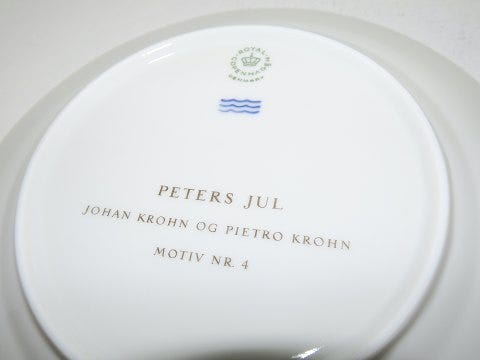 ROYAL
COPENHAGEN
DENMARK
PETERS JUL
JOHAN KROHN OG PIETRO KROHN
MOTIV NR. 4